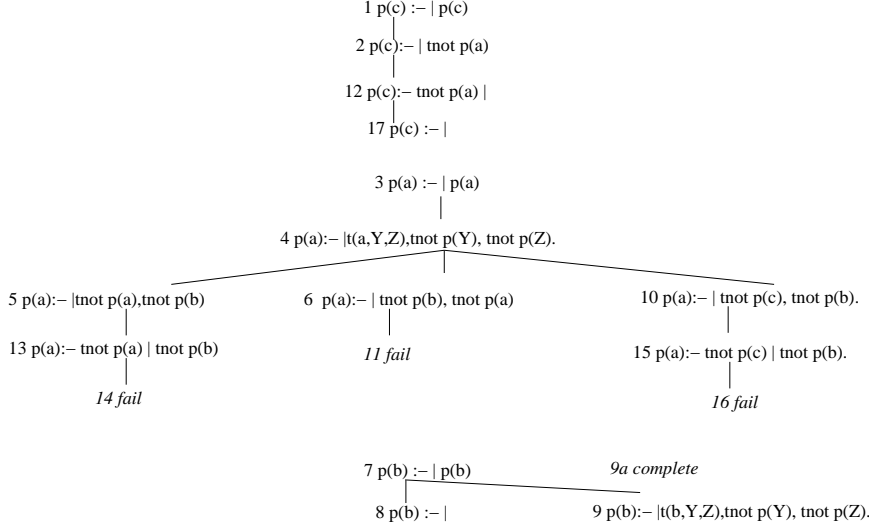 1 p(c) :– | p(c)
2 p(c):– | tnot p(a)
12 p(c):– tnot p(a) |
17 p(c) :– |
3 p(a) :– | p(a)
4 p(a):– |t(a,Y,Z),tnot p(Y), tnot p(Z).
5 p(a):– |tnot p(a),tnot p(b)
6 p(a):– | tnot p(b), tnot p(a)
10 p(a):– | tnot p(c), tnot p(b).
13 p(a):– tnot p(a) | tnot p(b)
11 fail
15 p(a):– tnot p(c) | tnot p(b).
14 fail
16 fail
7 p(b) :– | p(b)
9a complete
8 p(b) :– |
9 p(b):– |t(b,Y,Z),tnot p(Y), tnot p(Z).